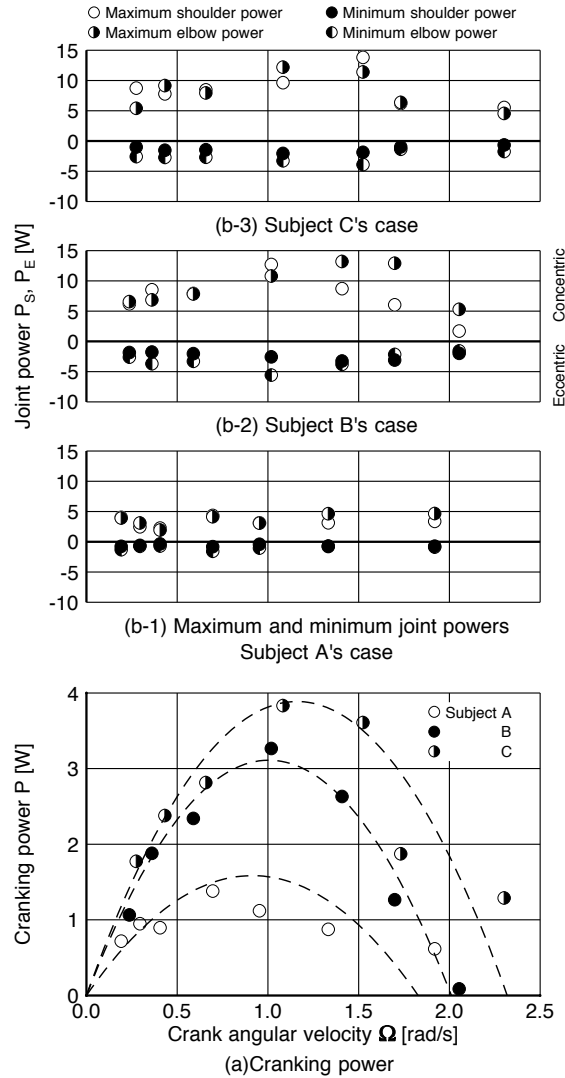 Maximum shoulder power Minimum shoulder power
Maximum elbow power Minimum elbow power
15
10
5
0
-5
-10
(b-3) Subject C's case
15
10
5
0
-5
-10
(b-2) Subject B's case
15
10
5
0
-5
-10
(b-1) Maximum and minimum joint powers
Subject A's case
Joint power P_S, P_E [W]
Concentric
Eccentric
4
3
2
1
0
Cranking power P [W]
Subject A
B
C
0.0 0.5 1.0 1.5 2.0 2.5
Crank angular velocity Ω [rad/s]
(a)Cranking power